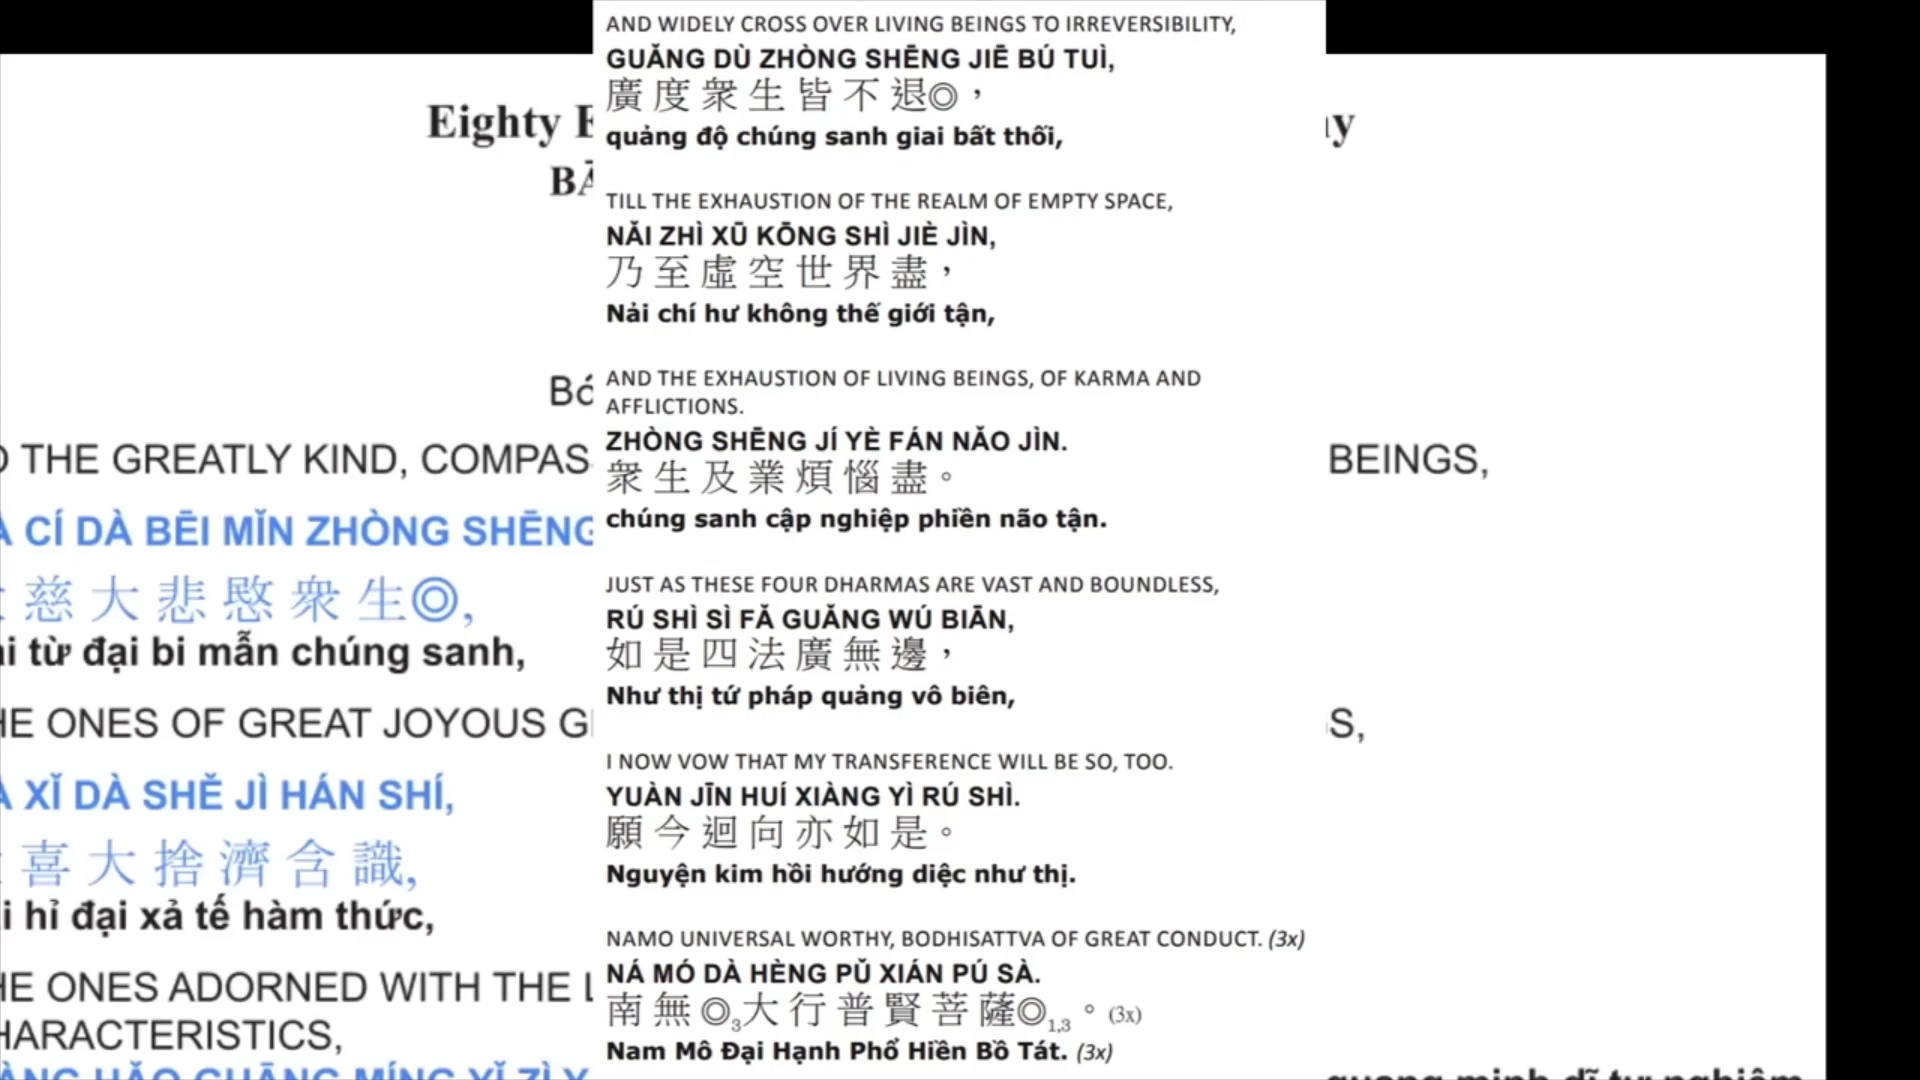 AND WIDELY CROSS OVER LIVING BEINGS TO IRREVERSIBILITY,
GUǍNG DÙ ZHÒNG SHĒNG JIĒ BÚ TUÌ,
廣度衆生皆不退◎，
quảng độ chúng sanh giai bất thối,
TILL THE EXHAUSTION OF THE REALM OF EMPTY SPACE,
NǍI ZHÌ XŪ KŌNG SHÌ JIÈ JÌN,
乃至虛空世界盡，
Nải chí hư không thế giới tận,
AND THE EXHAUSTION OF LIVING BEINGS, OF KARMA AND
AFFLICTIONS.
ZHÒNG SHĒNG JÍ YÈ FÁN NǍO JÌN.
衆生及業煩惱盡。
chúng sanh cập nghiệp phiền não tận.
JUST AS THESE FOUR DHARMAS ARE VAST AND BOUNDLESS,
RÚ SHÌ SÌ FǍ GUǍNG WÚ BIĀN,
如是四法廣無邊，
Như thị tứ pháp quảng vô biên,
I NOW VOW THAT MY TRANSFERENCE WILL BE SO, TOO.
YUÀN JĪN HUÍ XIÀNG YÌ RÚ SHÌ.
願今迴向亦如是。
Nguyện kim hồi hướng diệc như thị.
NAMO UNIVERSAL WORTHY, BODHISATTVA OF GREAT CONDUCT. (3x)
NÁ MÓ DÀ HÈNG PǓ XIÁN PÚ SÀ.
南無◎3大行普賢菩薩◎1,3。(3x)
Nam Mô Đại Hạnh Phổ Hiền Bồ Tát. (3x)
Eighty
THE GREATLY KIND, BEINGS,
CÍ DÀ BĒI MǏN ZHÒNG SHĒNG
慈大悲愍衆生◎,
từ đại bi mẫn chúng sanh,
ONES OF GREAT JOYOUS
XǏ DÀ SHĚ JÌ HÁN SHÍ,
喜大捨濟含識,
hỉ đại xả tế hàm thức,
ONES ADORNED WITH THE